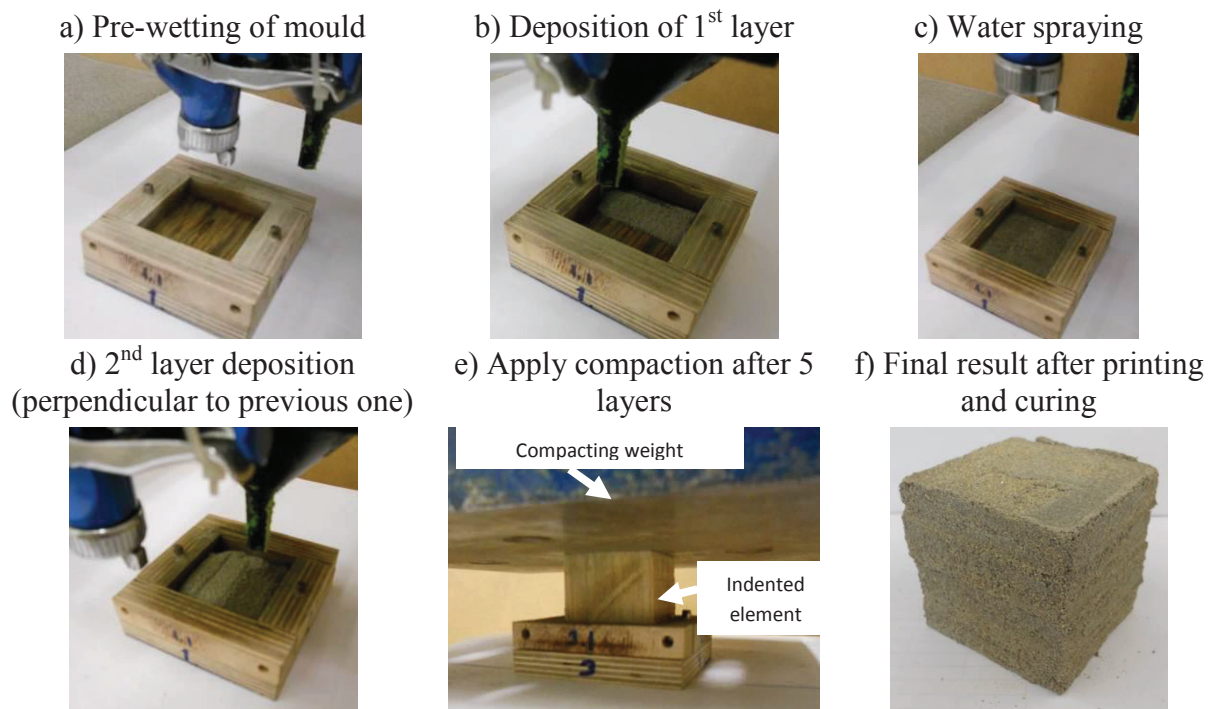 a) Pre-wetting of mould
b) Deposition of 1st layer
c) Water spraying
d) 2nd layer deposition
(perpendicular to previous one)
e) Apply compaction after 5
layers
f) Final result after printing
and curing
Compacting weight
Indented
element
3